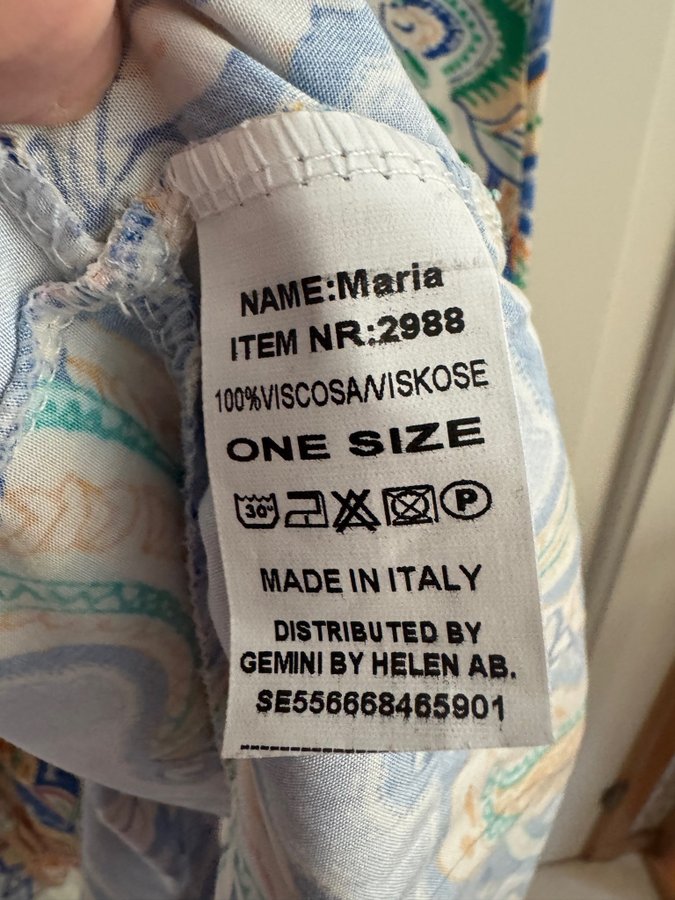 NAME:Maria
ITEM NR:2988
100%VISCOSA/VISKOSE
ONE SIZE
30° P
MADE IN ITALY
DISTRIBUTED BY
GEMINI BY HELEN AB.
SE556668465901